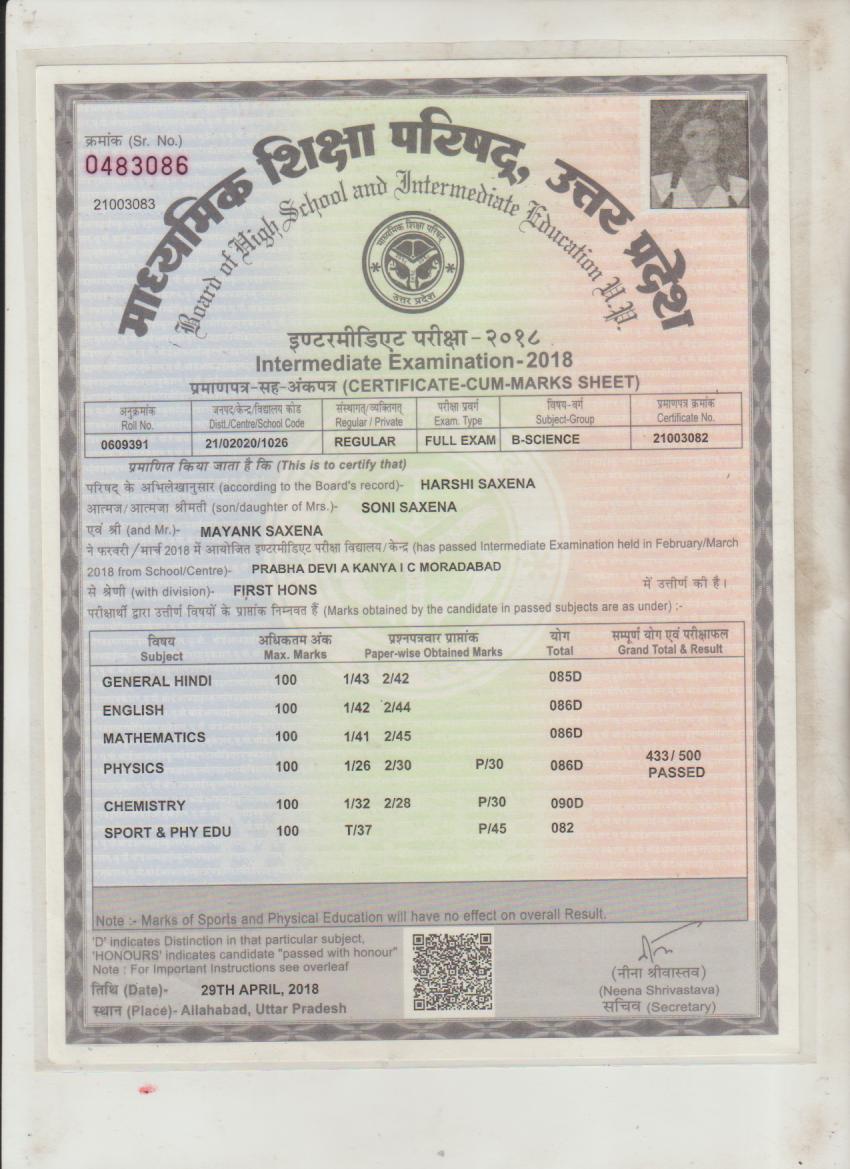 क्रमांक (Sr. No.)
0483086
21003083
माध्यमिक शिक्षा परिषद्, उत्तर प्रदेश
Board of High School and Intermediate Education U.P.
माध्यमिक शिक्षा परिषद्
उत्तर प्रदेश
इण्टरमीडिएट परीक्षा - २०१८
Intermediate Examination-2018
प्रमाणपत्र-सह-अंकपत्र (CERTIFICATE-CUM-MARKS SHEET)
अनुक्रमांक जनपद/केन्द्र/विद्यालय कोड संस्थागत/व्यक्तिगत् परीक्षा प्रवर्ग विषय-वर्ग प्रमाणपत्र क्रमांक
Roll No. Distt./Centre/School Code Regular / Private Exam. Type Subject-Group Certificate No.
0609391 21/02020/1026 REGULAR FULL EXAM B-SCIENCE 21003082
प्रमाणित किया जाता है कि (This is to certify that)
परिषद् के अभिलेखानुसार (according to the Board's record)- HARSHI SAXENA
आत्मज/आत्मजा श्रीमती (son/daughter of Mrs.)- SONI SAXENA
एवं श्री (and Mr.)- MAYANK SAXENA
ने फरवरी/मार्च 2018 में आयोजित इण्टरमीडिएट परीक्षा विद्यालय/केन्द्र (has passed Intermediate Examination held in February/March
2018 from School/Centre)- PRABHA DEVI A KANYA I C MORADABAD
से श्रेणी (with division)- FIRST HONS में उत्तीर्ण की है।
परीक्षार्थी द्वारा उत्तीर्ण विषयों के प्राप्तांक निम्नवत हैं (Marks obtained by the candidate in passed subjects are as under) :-
विषय अधिकतम अंक प्रश्नपत्रवार प्राप्तांक योग सम्पूर्ण योग एवं परीक्षाफल
Subject Max. Marks Paper-wise Obtained Marks Total Grand Total & Result
GENERAL HINDI 100 1/43 2/42 085D
ENGLISH 100 1/42 2/44 086D
MATHEMATICS 100 1/41 2/45 086D
PHYSICS 100 1/26 2/30 P/30 086D 433/500
PASSED
CHEMISTRY 100 1/32 2/28 P/30 090D
SPORT & PHY EDU 100 T/37 P/45 082
Note :- Marks of Sports and Physical Education will have no effect on overall Result.
'D' indicates Distinction in that particular subject,
'HONOURS' indicates candidate "passed with honour"
Note : For Important Instructions see overleaf
तिथि (Date)- 29TH APRIL, 2018
स्थान (Place)- Allahabad, Uttar Pradesh
(नीना श्रीवास्तव)
(Neena Shrivastava)
सचिव (Secretary)